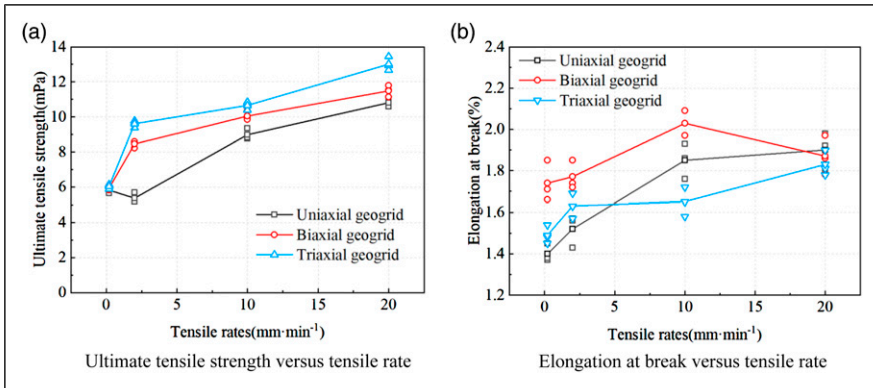 (a)
14
12
10
8
6
4
2
0
Ultimate tensile strength(mPa)
Uniaxial geogrid
Biaxial geogrid
Triaxial geogrid
0 5 10 15 20
Tensile rates(mm·min⁻¹)
Ultimate tensile strength versus tensile rate
(b)
2.4
2.2
2.0
1.8
1.6
1.4
1.2
Elongation at break(%)
Uniaxial geogrid
Biaxial geogrid
Triaxial geogrid
0 5 10 15 20
Tensile rates(mm·min⁻¹)
Elongation at break versus tensile rate